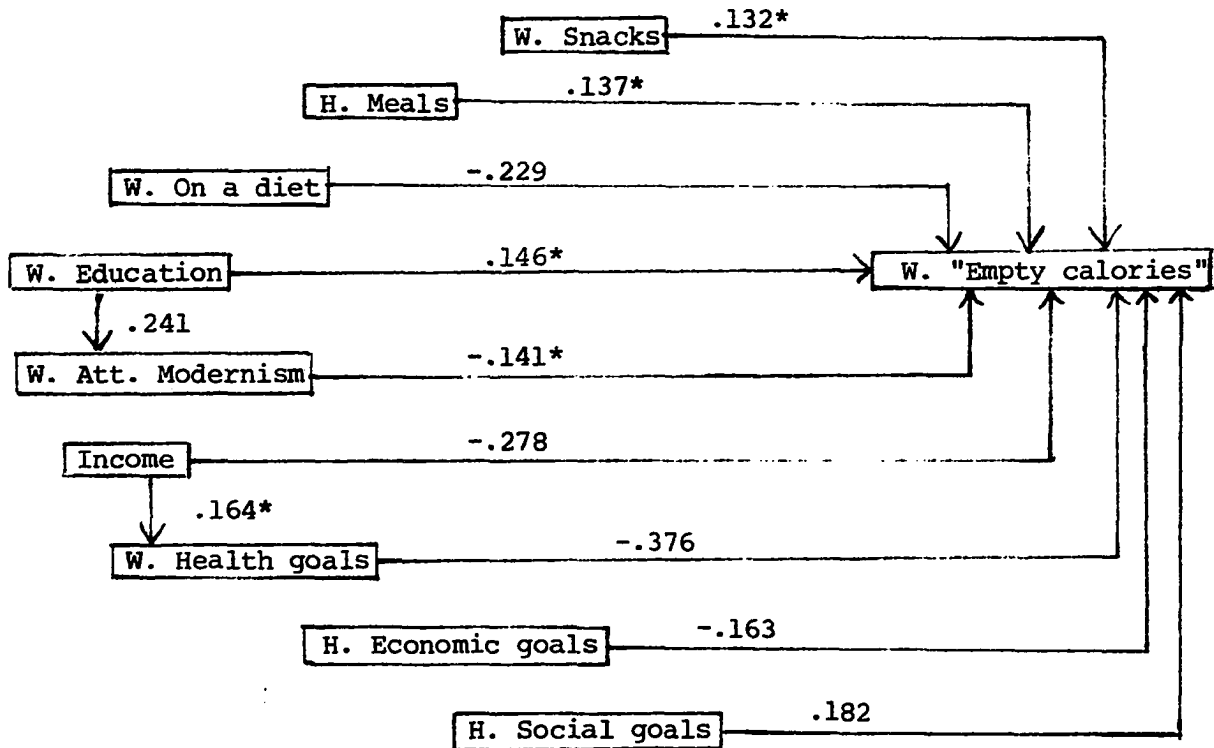 .132*
W. Snacks
.137*
H. Meals
-.229
W. On a diet
W. Education
.146*
W. "Empty calories"
.241
W. Att. Modernism
-.141*
Income
-.278
.164*
W. Health goals
-.376
H. Economic goals
-.163
H. Social goals
.182